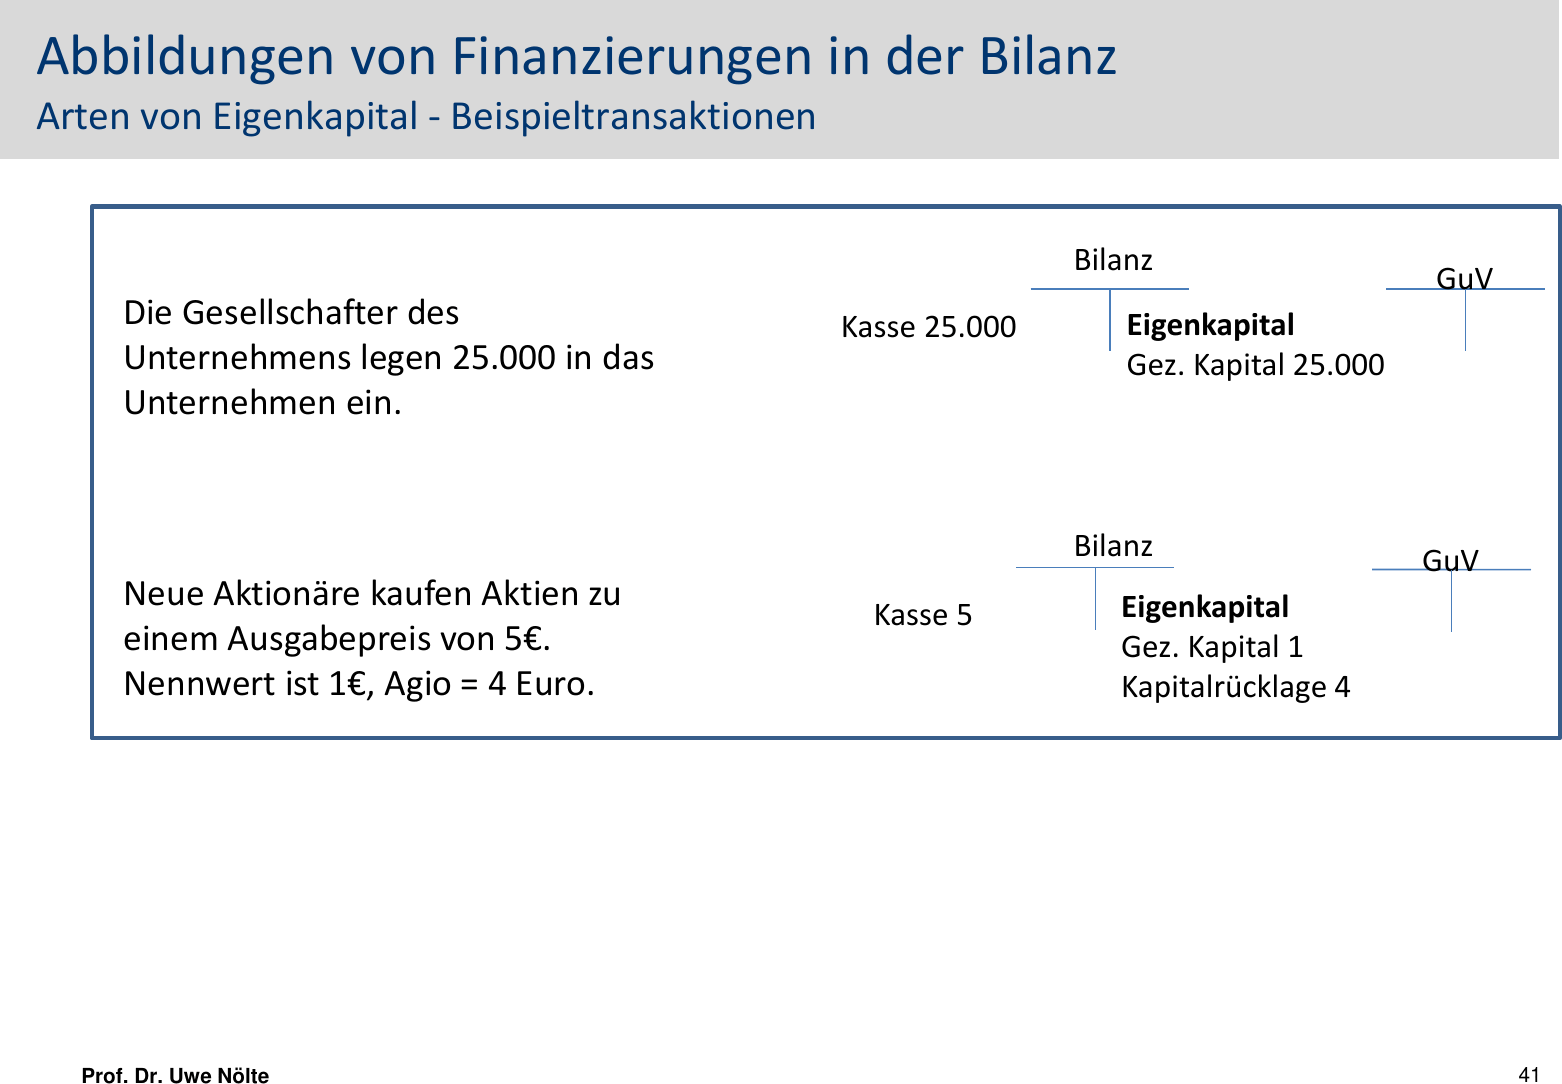 Abbildungen von Finanzierungen in der Bilanz
Arten von Eigenkapital - Beispieltransaktionen
Die Gesellschafter des
Unternehmens legen 25.000 in das
Unternehmen ein.
Bilanz
Kasse 25.000
Eigenkapital
Gez. Kapital 25.000
GuV
Neue Aktionäre kaufen Aktien zu
einem Ausgabepreis von 5€.
Nennwert ist 1€, Agio = 4 Euro.
Bilanz
Kasse 5
Eigenkapital
Gez. Kapital 1
Kapitalrücklage 4
GuV
Prof. Dr. Uwe Nölte
41